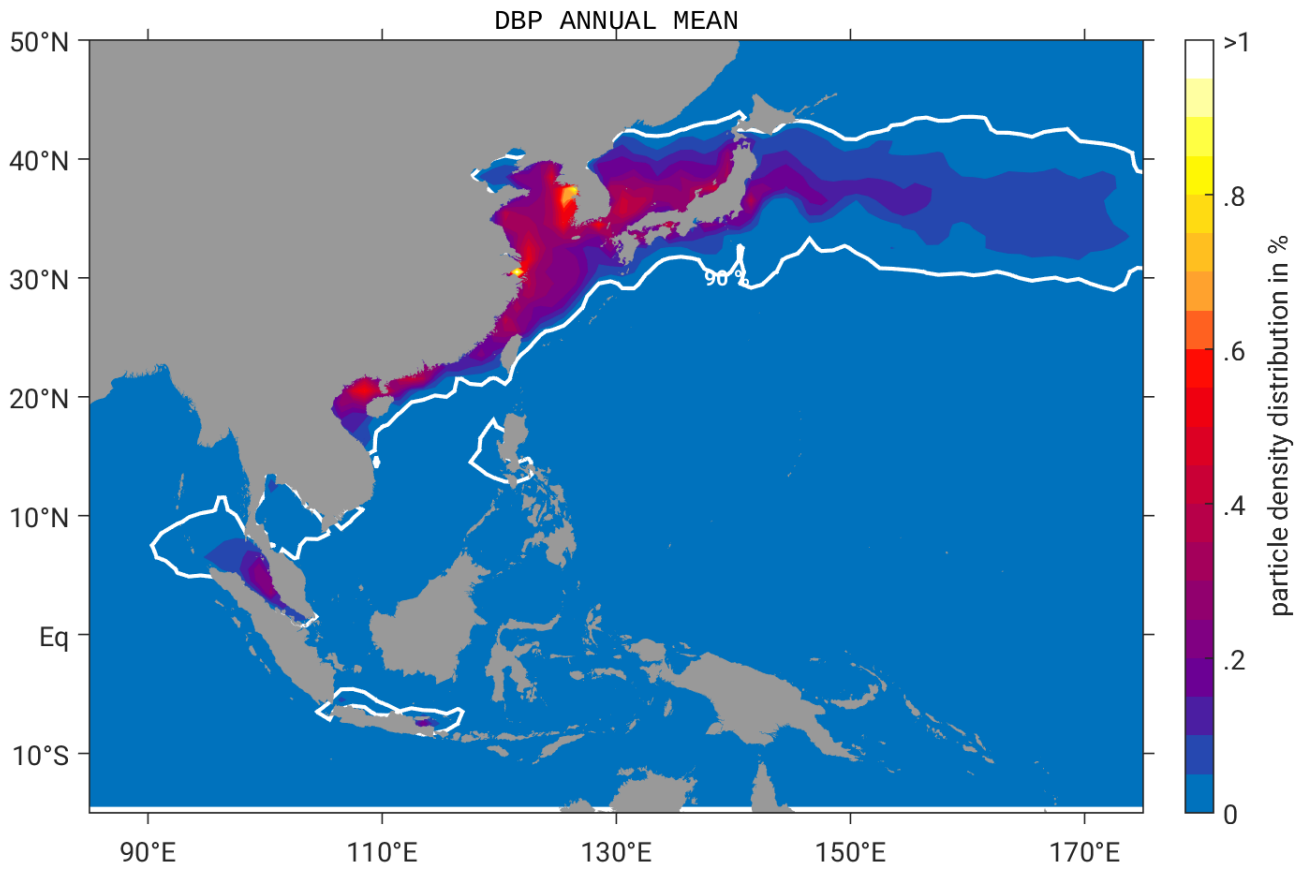 DBP ANNUAL MEAN
50°N
40°N
30°N
20°N
10°N
Eq
10°S
90°E
110°E
130°E
150°E
170°E
90 %
>1
.8
.6
.4
.2
0
particle density distribution in %